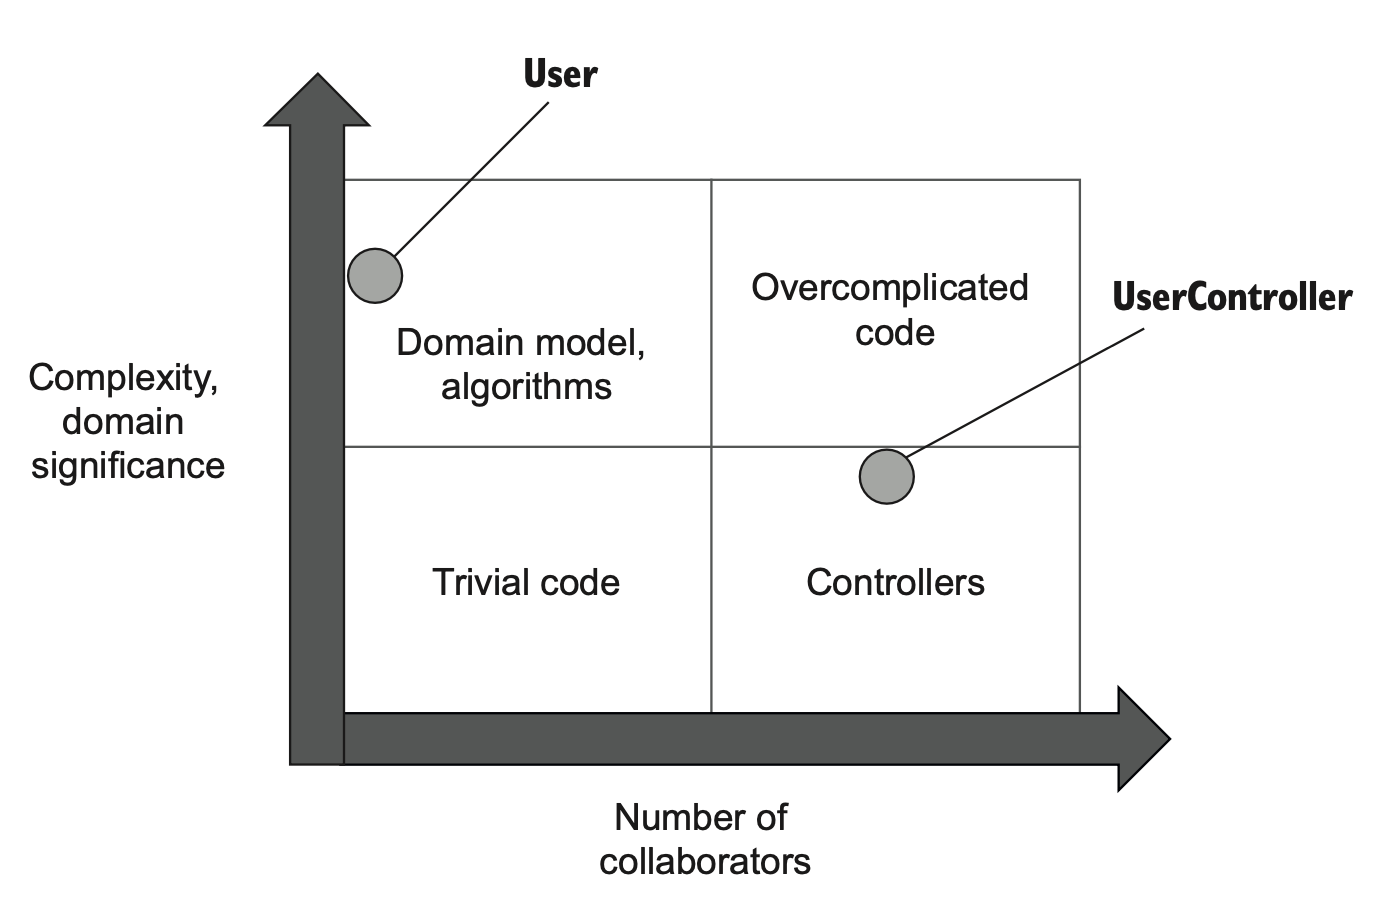 User
Overcomplicated
code
UserController
Domain model,
algorithms
Complexity,
domain
significance
Trivial code
Controllers
Number of
collaborators